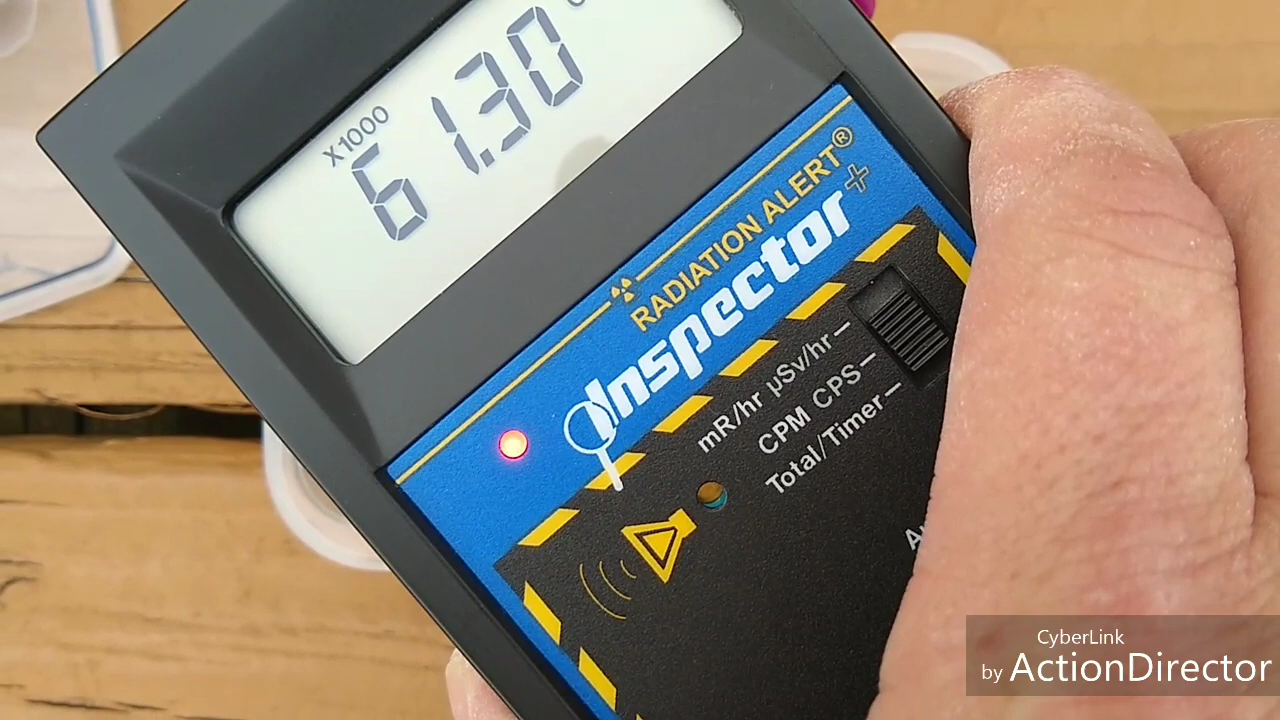 X1000
61.30
RADIATION ALERT®
Inspector+
mR/hr µSv/hr
CPM CPS
Total/Timer
CyberLink
by ActionDirector